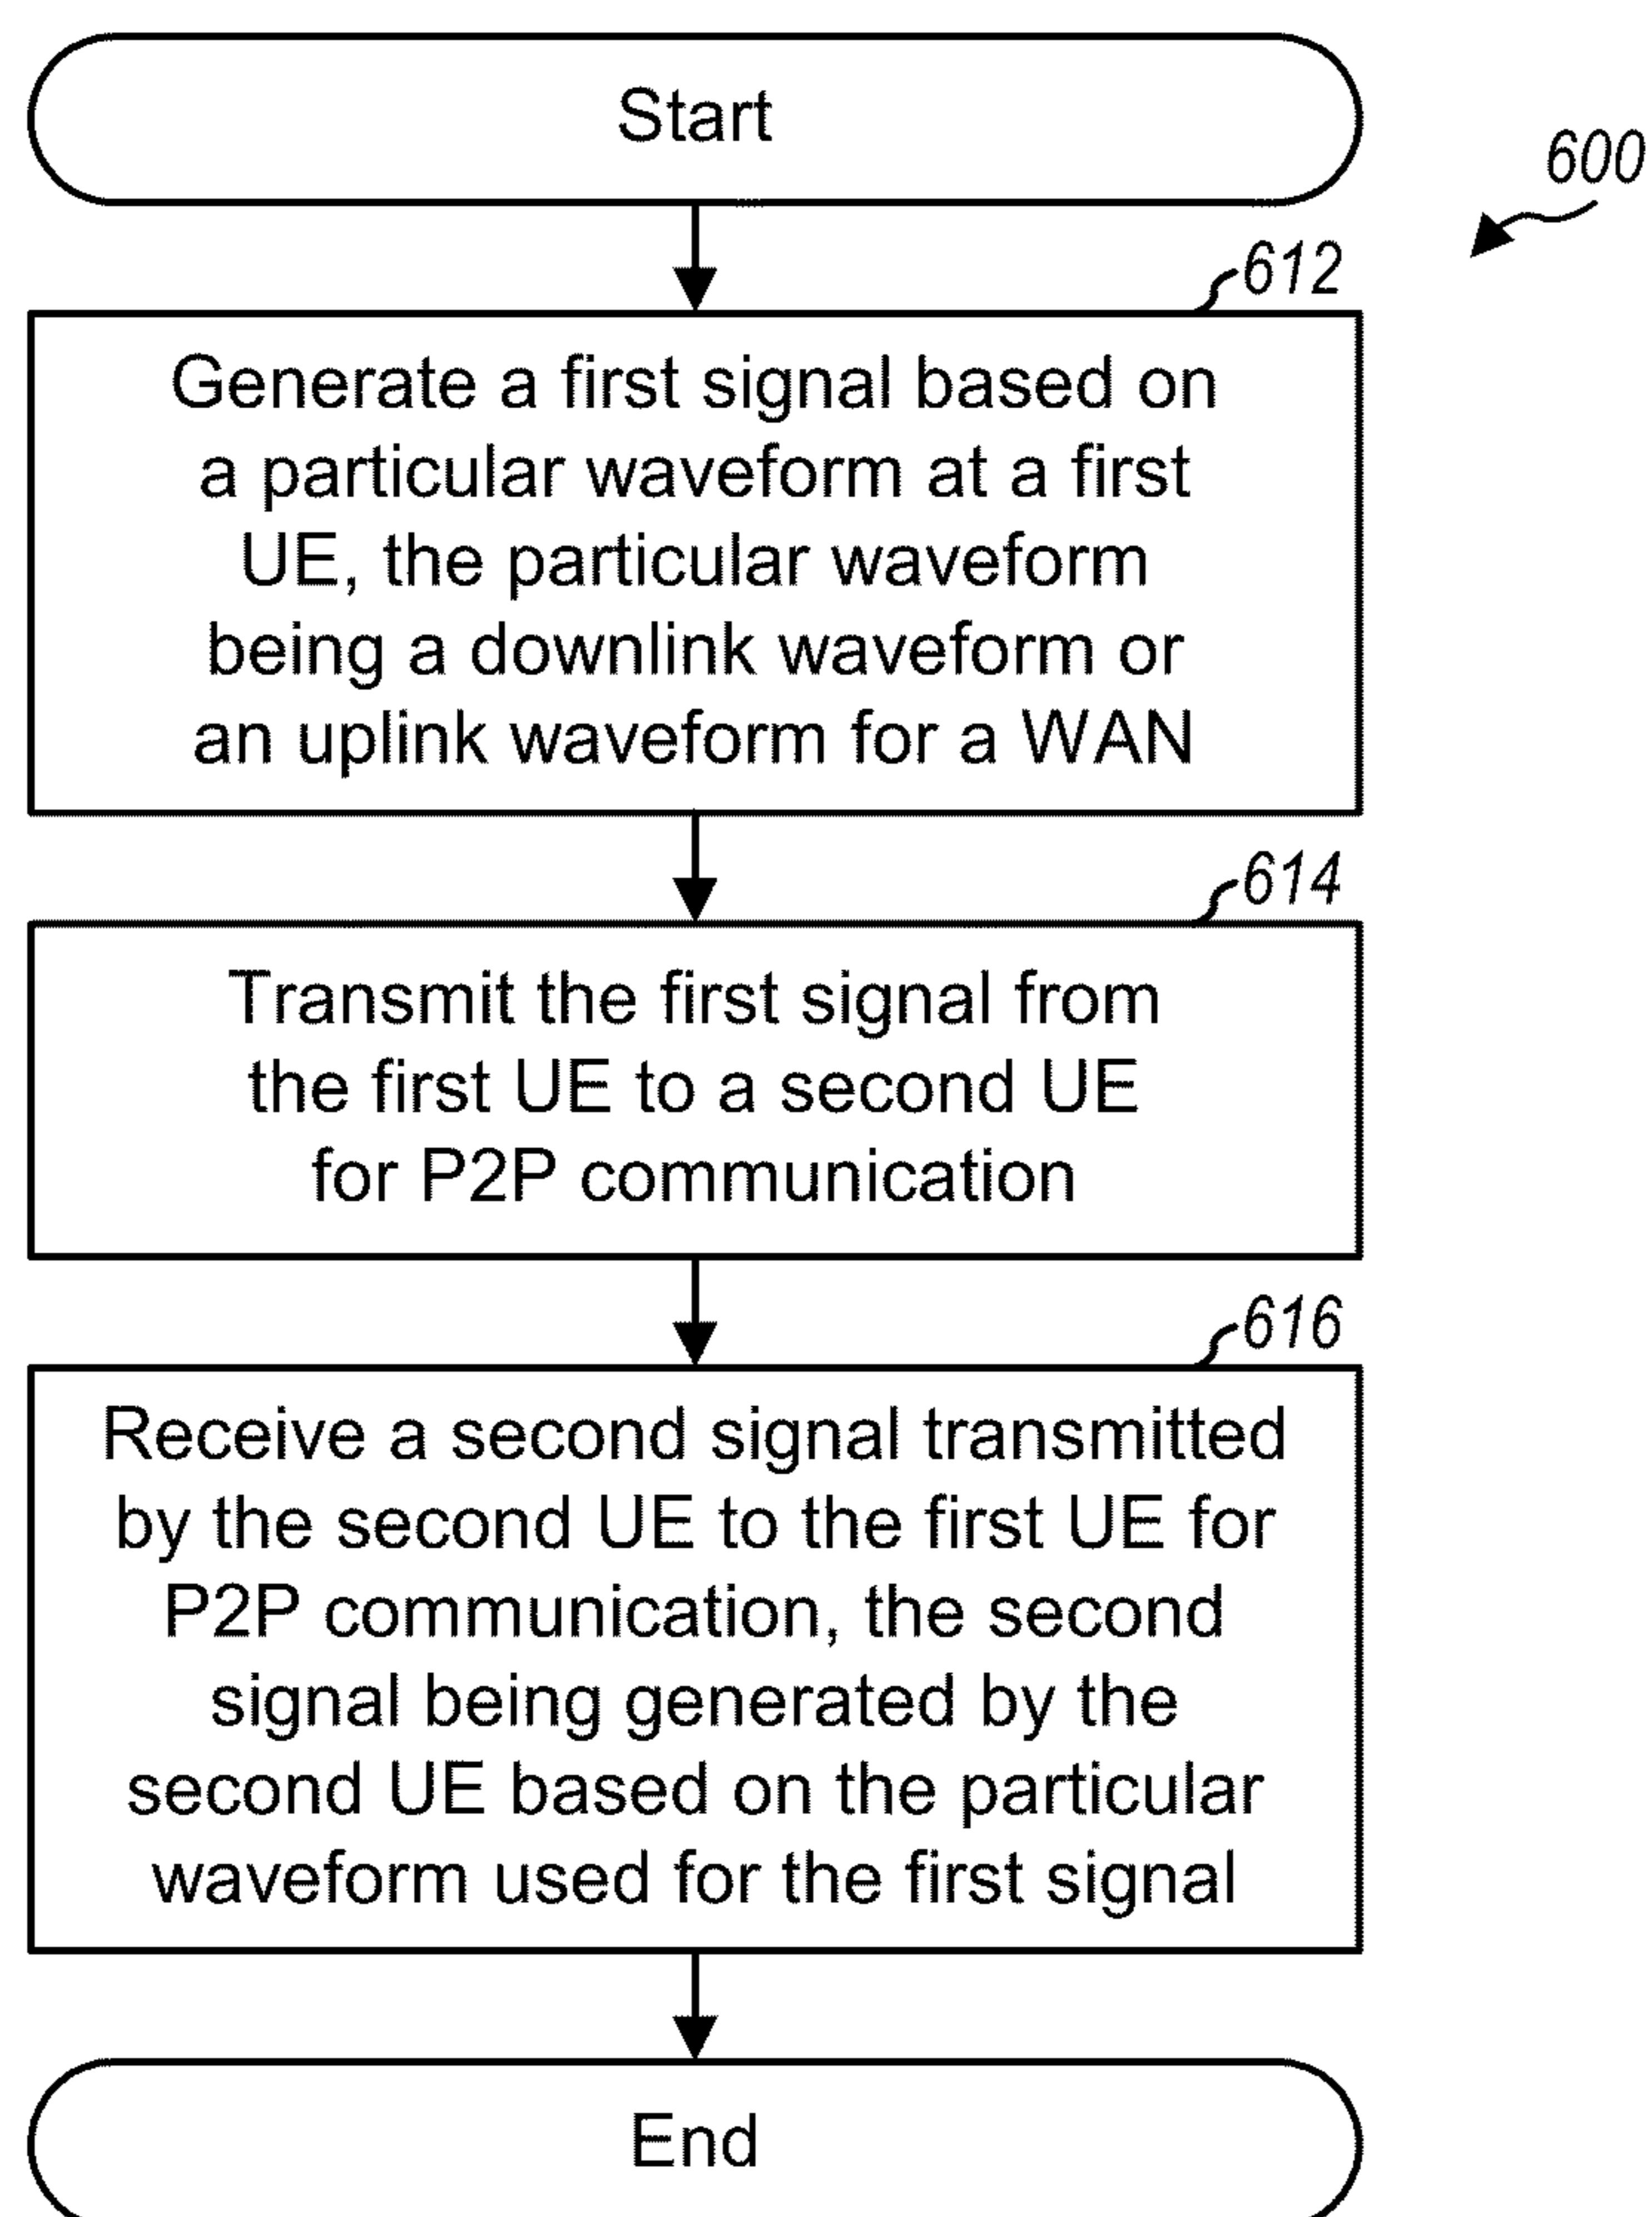 Start
600
612
Generate a first signal based on
a particular waveform at a first
UE, the particular waveform
being a downlink waveform or
an uplink waveform for a WAN
614
Transmit the first signal from
the first UE to a second UE
for P2P communication
616
Receive a second signal transmitted
by the second UE to the first UE for
P2P communication, the second
signal being generated by the
second UE based on the particular
waveform used for the first signal
End